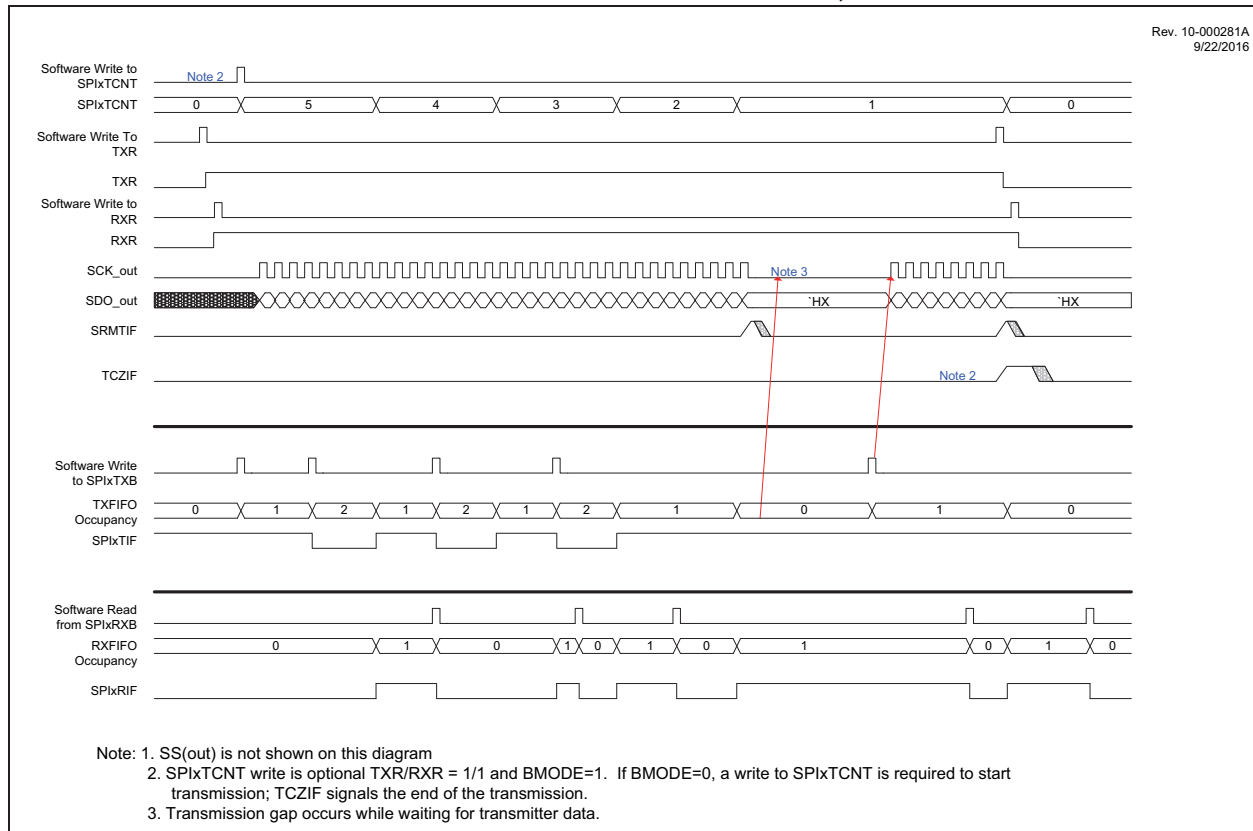 Rev. 10-000281A
9/22/2016
Software Write to
SPIxTCNT
Note 2
SPIxTCNT
0 5 4 3 2 1 0
Software Write To
TXR
TXR
Software Write to
RXR
RXR
SCK_out
Note 3
SDO_out
`HX `HX
SRMTIF
TCZIF
Note 2
Software Write
to SPIxTXB
TXFIFO
Occupancy
0 1 2 1 2 1 2 1 0 1 0
SPIxTIF
Software Read
from SPIxRXB
RXFIFO
Occupancy
0 1 0 1 0 1 0 1 0 1 0
SPIxRIF
Note: 1. SS(out) is not shown on this diagram
2. SPIxTCNT write is optional TXR/RXR = 1/1 and BMODE=1. If BMODE=0, a write to SPIxTCNT is required to start
transmission; TCZIF signals the end of the transmission.
3. Transmission gap occurs while waiting for transmitter data.